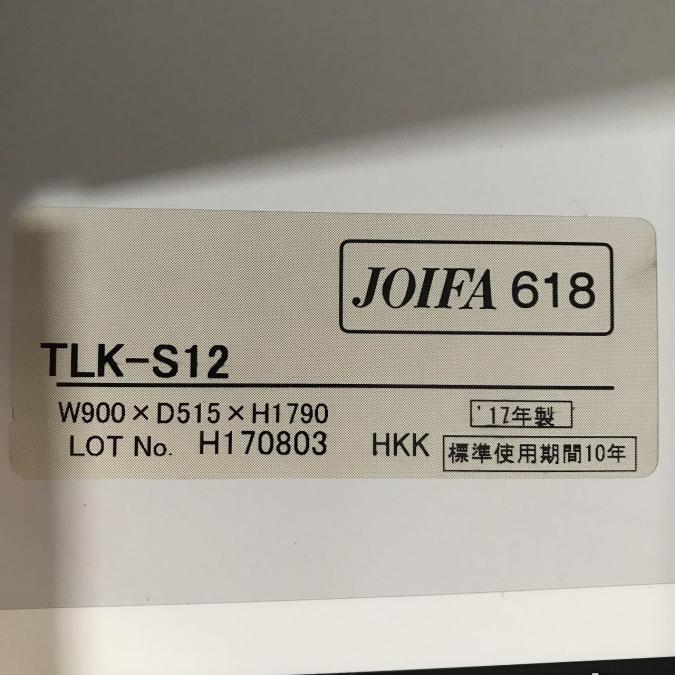 JOIFA 618
TLK-S12
W900×D515×H1790
'17年製
LOT No. H170803 HKK
標準使用期間10年